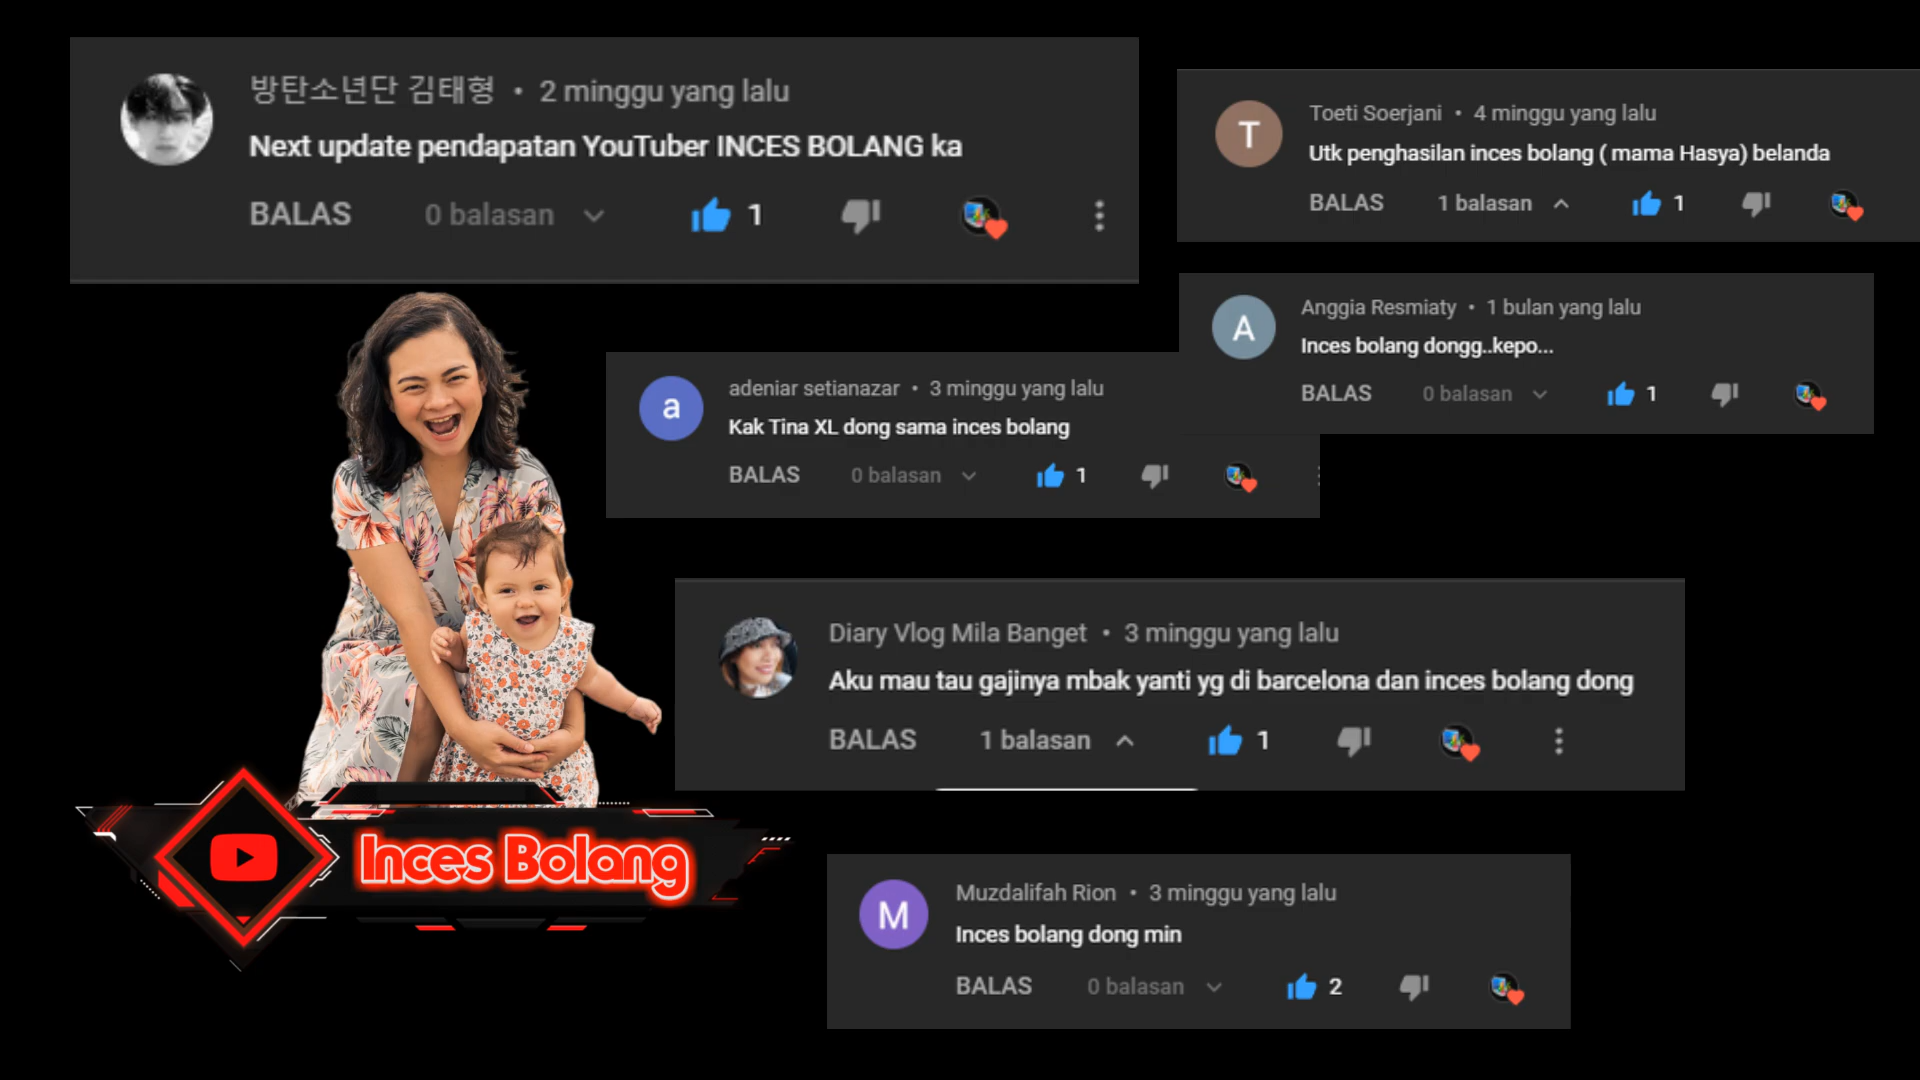 방탄소년단 김태형 • 2 minggu yang lalu
Next update pendapatan YouTuber INCES BOLANG ka
BALAS 0 balasan 1
Toeti Soerjani • 4 minggu yang lalu
Utk penghasilan inces bolang ( mama Hasya) belanda
BALAS 1 balasan 1
T
Anggia Resmiaty • 1 bulan yang lalu
Inces bolang dongg..kepo...
BALAS 0 balasan 1
A
adeniar setianazar • 3 minggu yang lalu
Kak Tina XL dong sama inces bolang
BALAS 0 balasan 1
a
Diary Vlog Mila Banget • 3 minggu yang lalu
Aku mau tau gajinya mbak yanti yg di barcelona dan inces bolang dong
BALAS 1 balasan 1
Inces Bolang
Muzdalifah Rion • 3 minggu yang lalu
Inces bolang dong min
BALAS 0 balasan 2
M